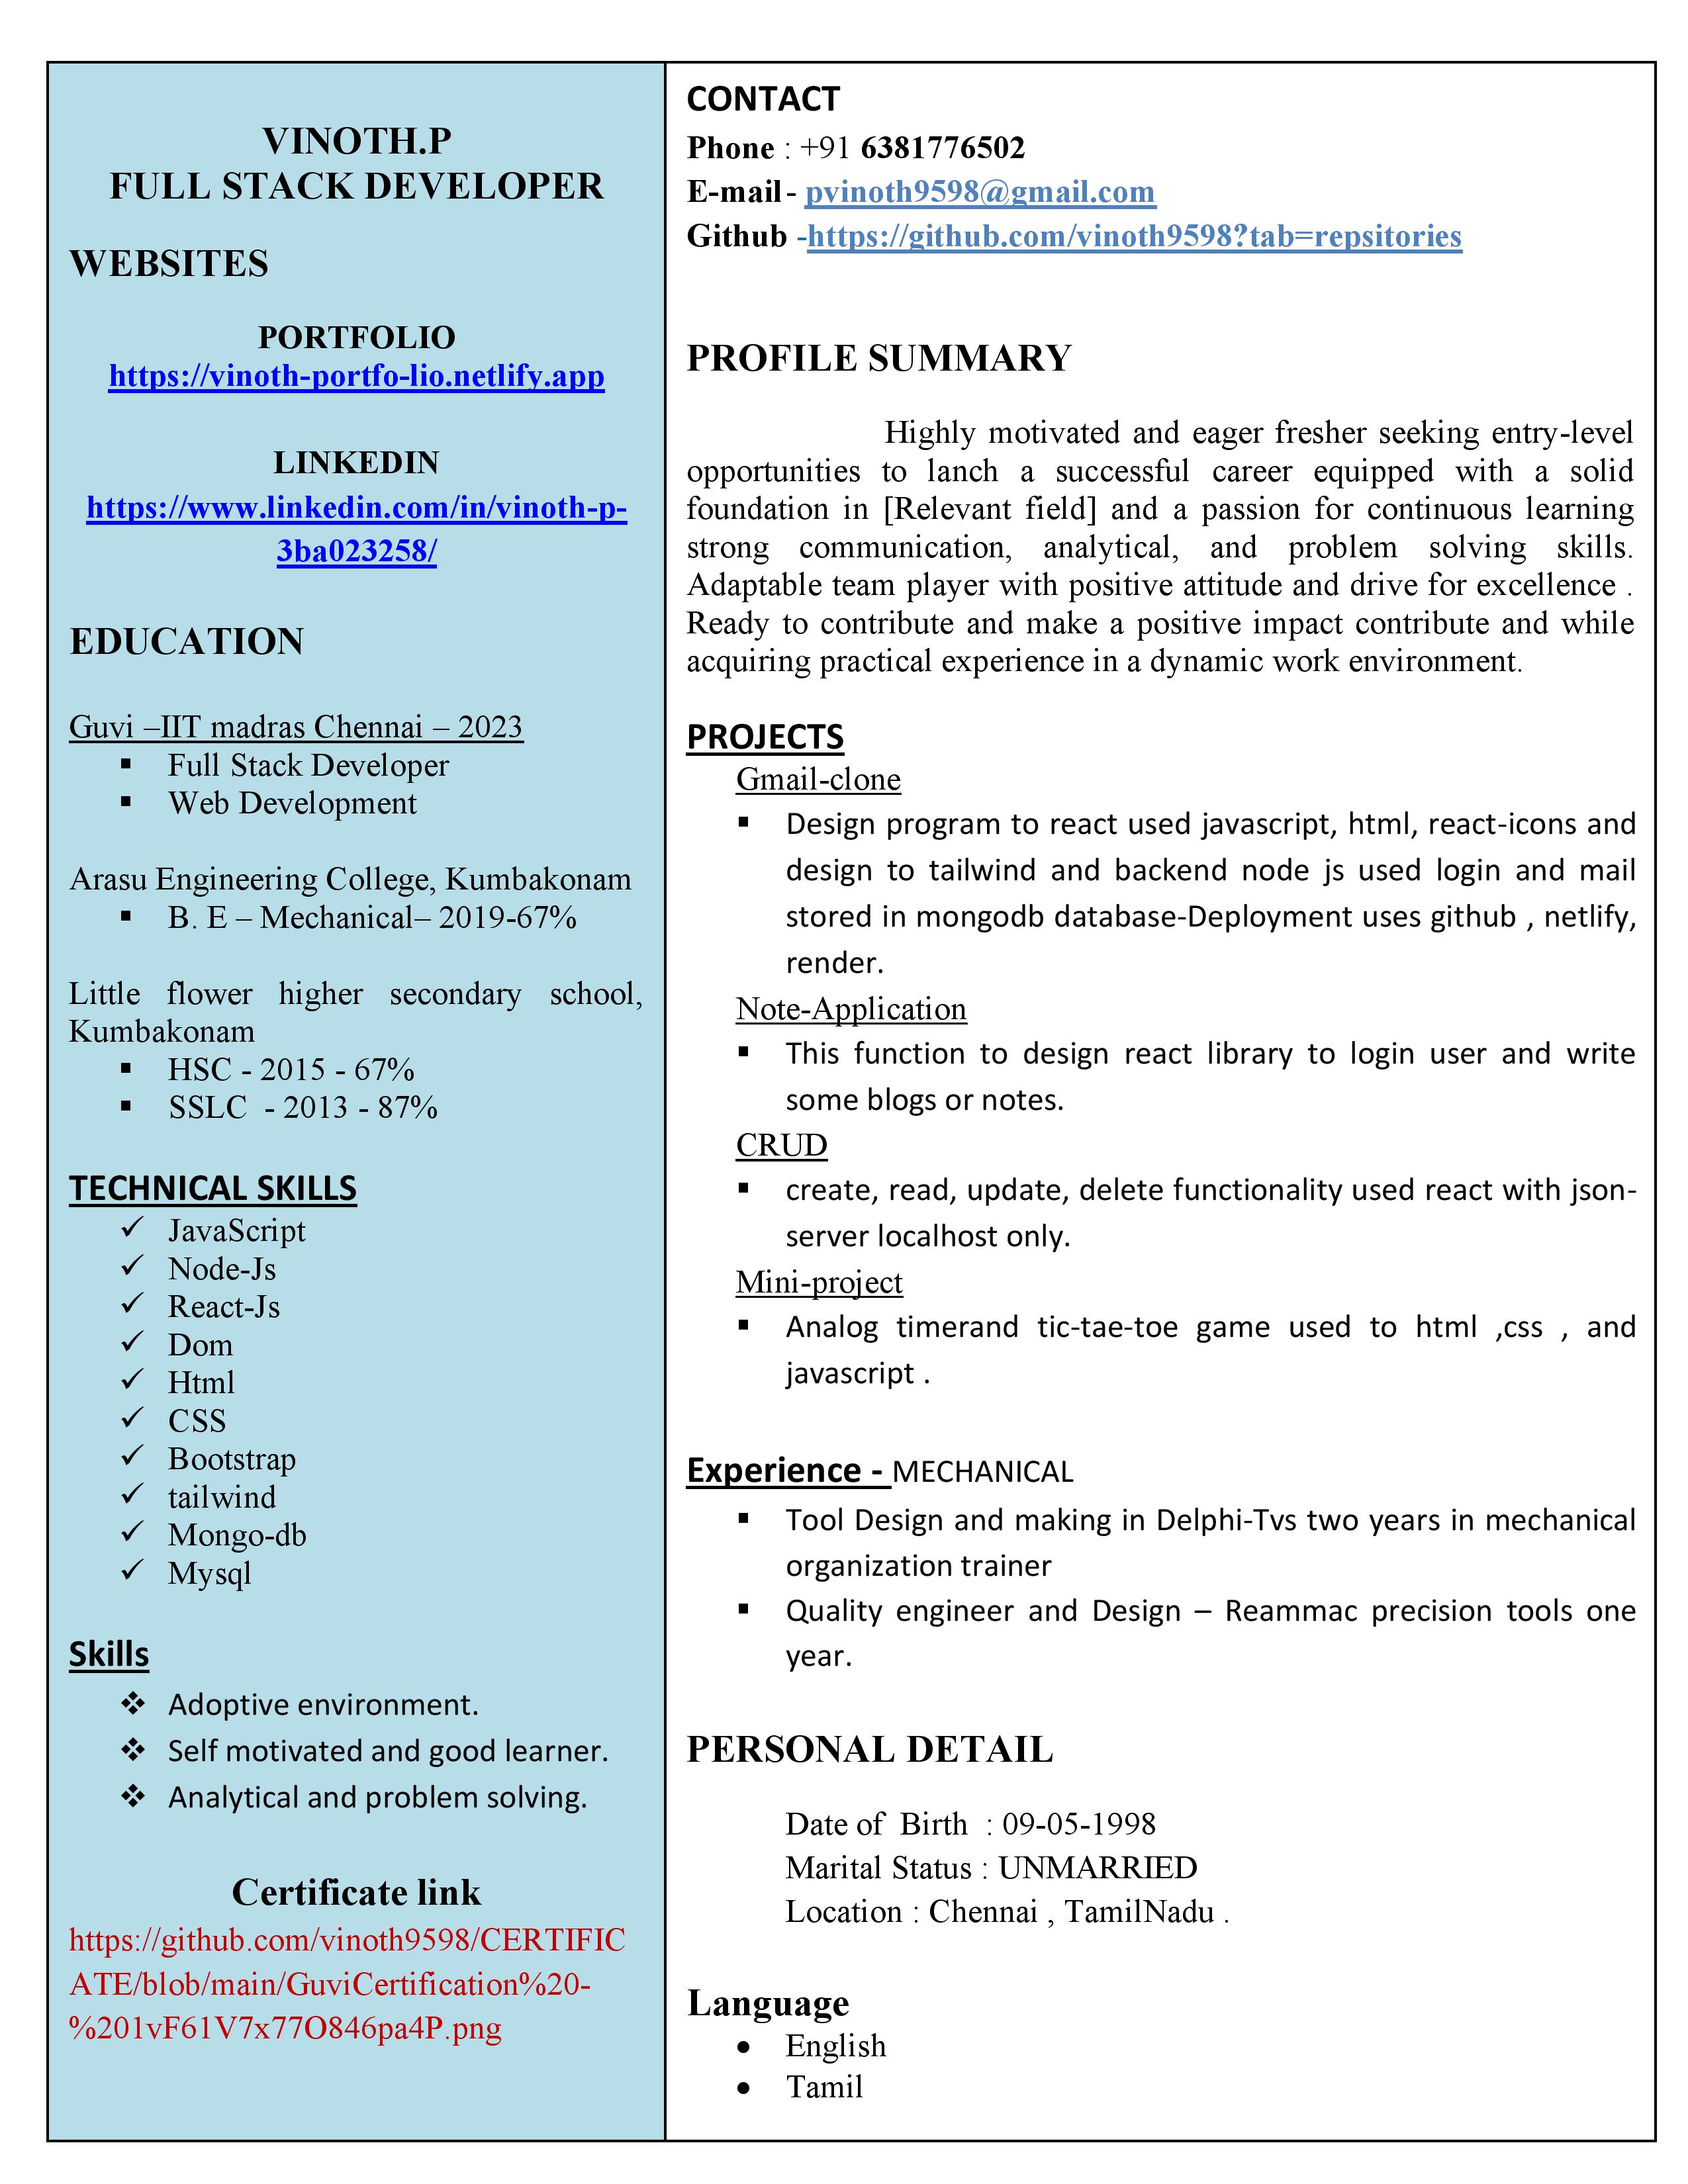 VINOTH.P
FULL STACK DEVELOPER
WEBSITES
PORTFOLIO
https://vinoth-portfo-lio.netlify.app
LINKEDIN
https://www.linkedin.com/in/vinoth-p-
3ba023258/
EDUCATION
Guvi –IIT madras Chennai – 2023
▪ Full Stack Developer
▪ Web Development
Arasu Engineering College, Kumbakonam
▪ B. E – Mechanical– 2019-67%
Little flower higher secondary school,
Kumbakonam
▪ HSC - 2015 - 67%
▪ SSLC - 2013 - 87%
TECHNICAL SKILLS
✓ JavaScript
✓ Node-Js
✓ React-Js
✓ Dom
✓ Html
✓ CSS
✓ Bootstrap
✓ tailwind
✓ Mongo-db
✓ Mysql
Skills
❖ Adoptive environment.
❖ Self motivated and good learner.
❖ Analytical and problem solving.
Certificate link
https://github.com/vinoth9598/CERTIFIC
ATE/blob/main/GuviCertification%20-
%201vF61V7x77O846pa4P.png
CONTACT
Phone : +91 6381776502
E-mail - pvinoth9598@gmail.com
Github -https://github.com/vinoth9598?tab=repsitories
PROFILE SUMMARY
Highly motivated and eager fresher seeking entry-level
opportunities to lanch a successful career equipped with a solid
foundation in [Relevant field] and a passion for continuous learning
strong communication, analytical, and problem solving skills.
Adaptable team player with positive attitude and drive for excellence .
Ready to contribute and make a positive impact contribute and while
acquiring practical experience in a dynamic work environment.
PROJECTS
Gmail-clone
▪ Design program to react used javascript, html, react-icons and
design to tailwind and backend node js used login and mail
stored in mongodb database-Deployment uses github , netlify,
render.
Note-Application
▪ This function to design react library to login user and write
some blogs or notes.
CRUD
▪ create, read, update, delete functionality used react with json-
server localhost only.
Mini-project
▪ Analog timerand tic-tae-toe game used to html ,css , and
javascript .
Experience - MECHANICAL
▪ Tool Design and making in Delphi-Tvs two years in mechanical
organization trainer
▪ Quality engineer and Design – Reammac precision tools one
year.
PERSONAL DETAIL
Date of Birth : 09-05-1998
Marital Status : UNMARRIED
Location : Chennai , TamilNadu .
Language
• English
• Tamil